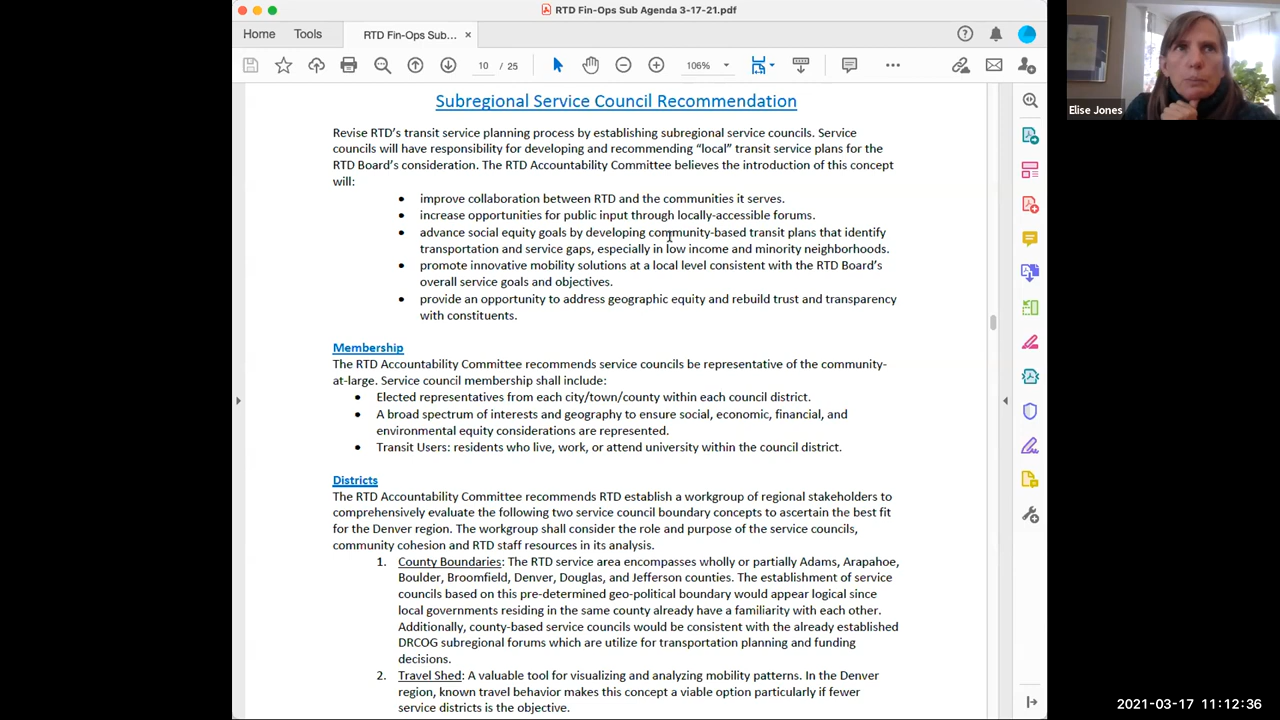 RTD Fin-Ops Sub Agenda 3-17-21.pdf
Home Tools RTD Fin-Ops Sub... ×
10 / 25 106%
Subregional Service Council Recommendation
Revise RTD's transit service planning process by establishing subregional service councils. Service
councils will have responsibility for developing and recommending "local" transit service plans for the
RTD Board's consideration. The RTD Accountability Committee believes the introduction of this concept
will:
• improve collaboration between RTD and the communities it serves.
• increase opportunities for public input through locally-accessible forums.
• advance social equity goals by developing community-based transit plans that identify
transportation and service gaps, especially in low income and minority neighborhoods.
• promote innovative mobility solutions at a local level consistent with the RTD Board's
overall service goals and objectives.
• provide an opportunity to address geographic equity and rebuild trust and transparency
with constituents.
Membership
The RTD Accountability Committee recommends service councils be representative of the community-
at-large. Service council membership shall include:
• Elected representatives from each city/town/county within each council district.
• A broad spectrum of interests and geography to ensure social, economic, financial, and
environmental equity considerations are represented.
• Transit Users: residents who live, work, or attend university within the council district.
Districts
The RTD Accountability Committee recommends RTD establish a workgroup of regional stakeholders to
comprehensively evaluate the following two service council boundary concepts to ascertain the best fit
for the Denver region. The workgroup shall consider the role and purpose of the service councils,
community cohesion and RTD staff resources in its analysis.
1. County Boundaries: The RTD service area encompasses wholly or partially Adams, Arapahoe,
Boulder, Broomfield, Denver, Douglas, and Jefferson counties. The establishment of service
councils based on this pre-determined geo-political boundary would appear logical since
local governments residing in the same county already have a familiarity with each other.
Additionally, county-based service councils would be consistent with the already established
DRCOG subregional forums which are utilize for transportation planning and funding
decisions.
2. Travel Shed: A valuable tool for visualizing and analyzing mobility patterns. In the Denver
region, known travel behavior makes this concept a viable option particularly if fewer
service districts is the objective.
Elise Jones
2021-03-17 11:12:36